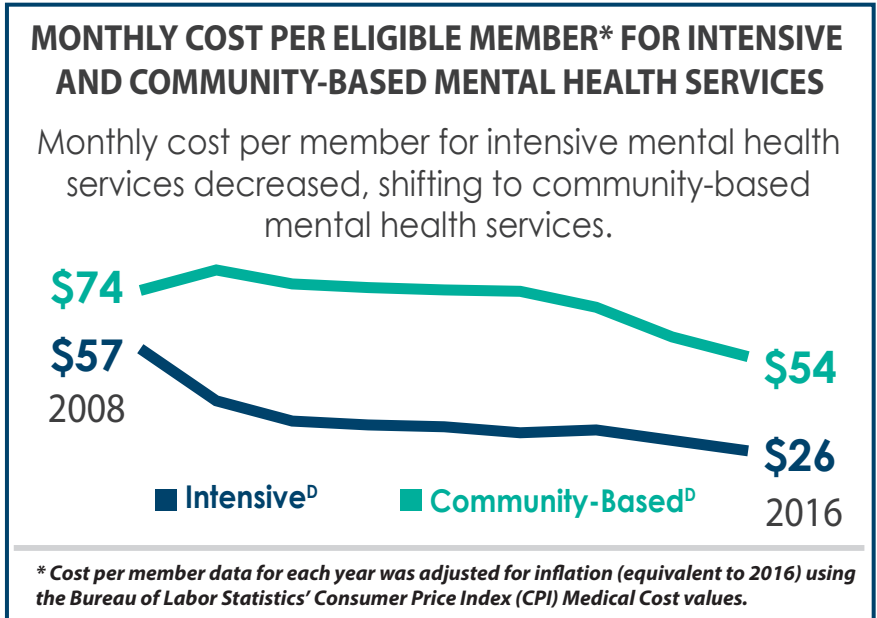 MONTHLY COST PER ELIGIBLE MEMBER* FOR INTENSIVE
AND COMMUNITY-BASED MENTAL HEALTH SERVICES
Monthly cost per member for intensive mental health
services decreased, shifting to community-based
mental health services.
$74
$57
2008
$54
$26
2016
Intensiveᴰ
Community-Basedᴰ
* Cost per member data for each year was adjusted for inflation (equivalent to 2016) using
the Bureau of Labor Statistics’ Consumer Price Index (CPI) Medical Cost values.